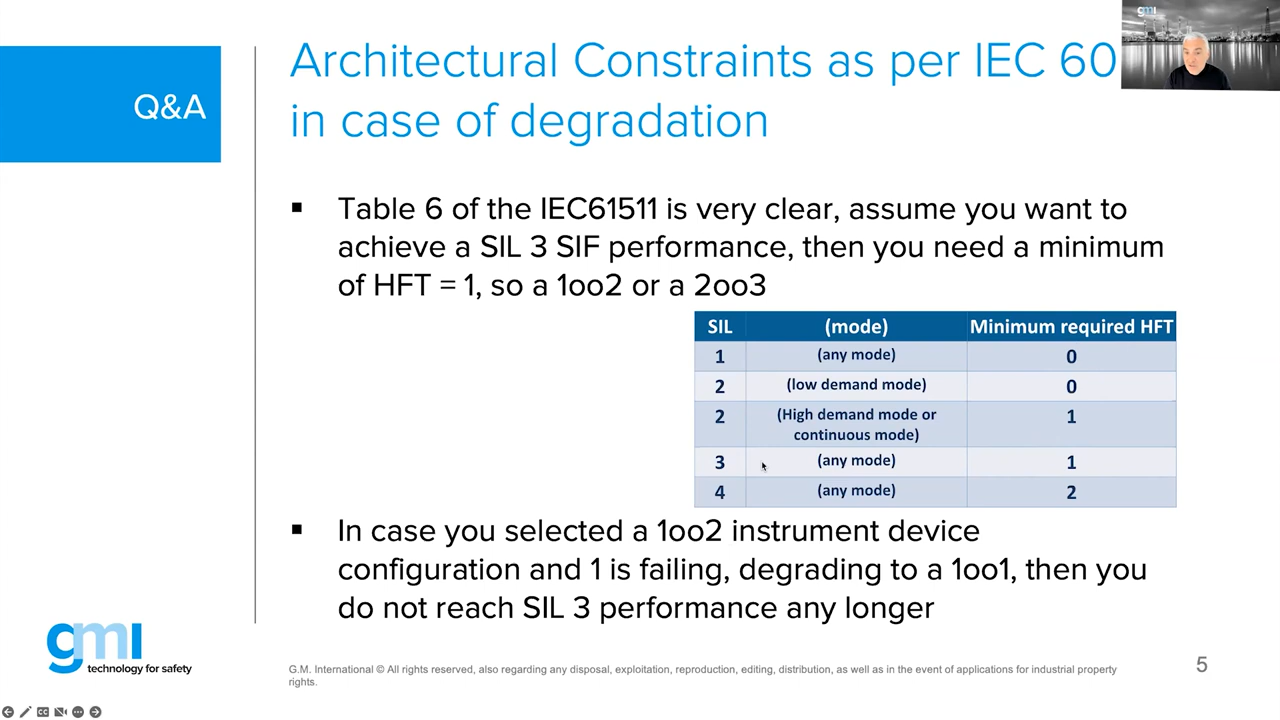 Q&A
Architectural Constraints as per IEC 60
in case of degradation
gmi
▪ Table 6 of the IEC61511 is very clear, assume you want to
achieve a SIL 3 SIF performance, then you need a minimum
of HFT = 1, so a 1oo2 or a 2oo3
SIL (mode) Minimum required HFT
1 (any mode) 0
2 (low demand mode) 0
2 (High demand mode or
continuous mode) 1
3 (any mode) 1
4 (any mode) 2
▪ In case you selected a 1oo2 instrument device
configuration and 1 is failing, degrading to a 1oo1, then you
do not reach SIL 3 performance any longer
gmi
technology for safety
G.M. International © All rights reserved, also regarding any disposal, exploitation, reproduction, editing, distribution, as well as in the event of applications for industrial property
rights.
5
CC